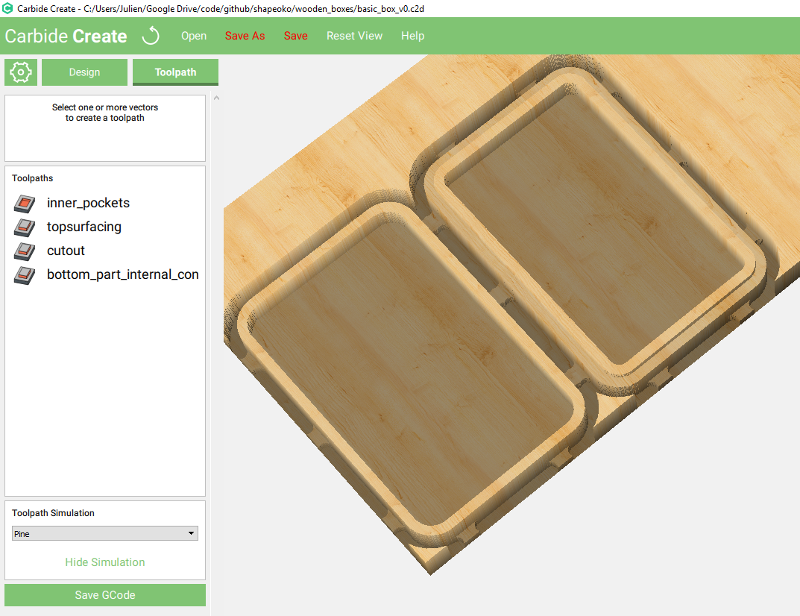 Carbide Create - C:/Users/Julien/Google Drive/code/github/shapeoko/wooden_boxes/basic_box_v0.c2d
Carbide Create Open Save As Save Reset View Help
Design Toolpath
Select one or more vectors
to create a toolpath
Toolpaths
inner_pockets
topsurfacing
cutout
bottom_part_internal_con
Toolpath Simulation
Pine
Hide Simulation
Save GCode